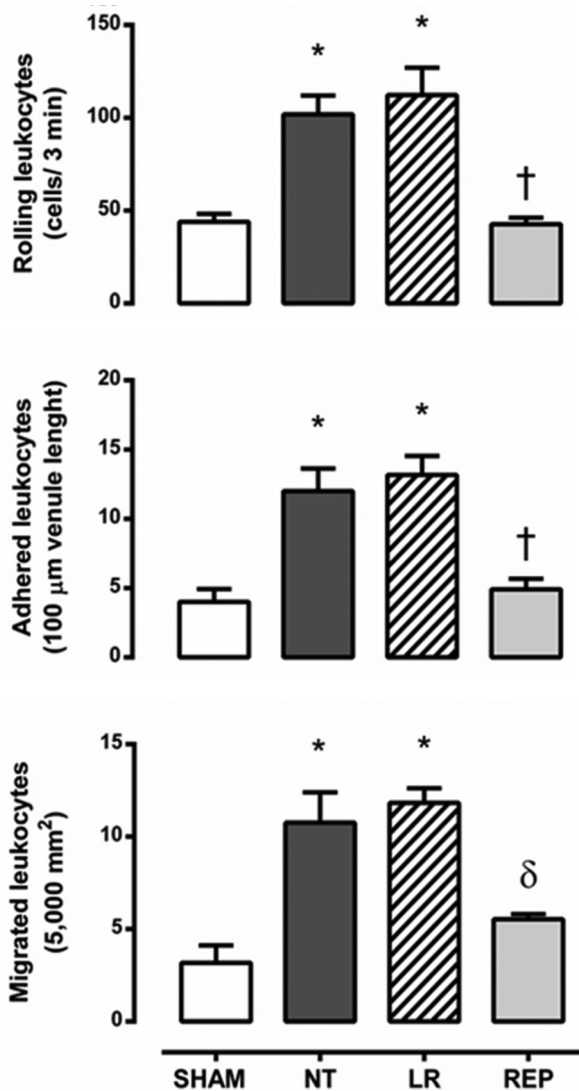 150
* *
Rolling leukocytes
(cells/ 3 min)
100
†
50
0
20
* *
Adhered leukocytes
(100 µm venule lenght)
15
10
†
5
0
15
* *
Migrated leukocytes
(5,000 mm²)
10
δ
5
0
SHAM NT LR REP